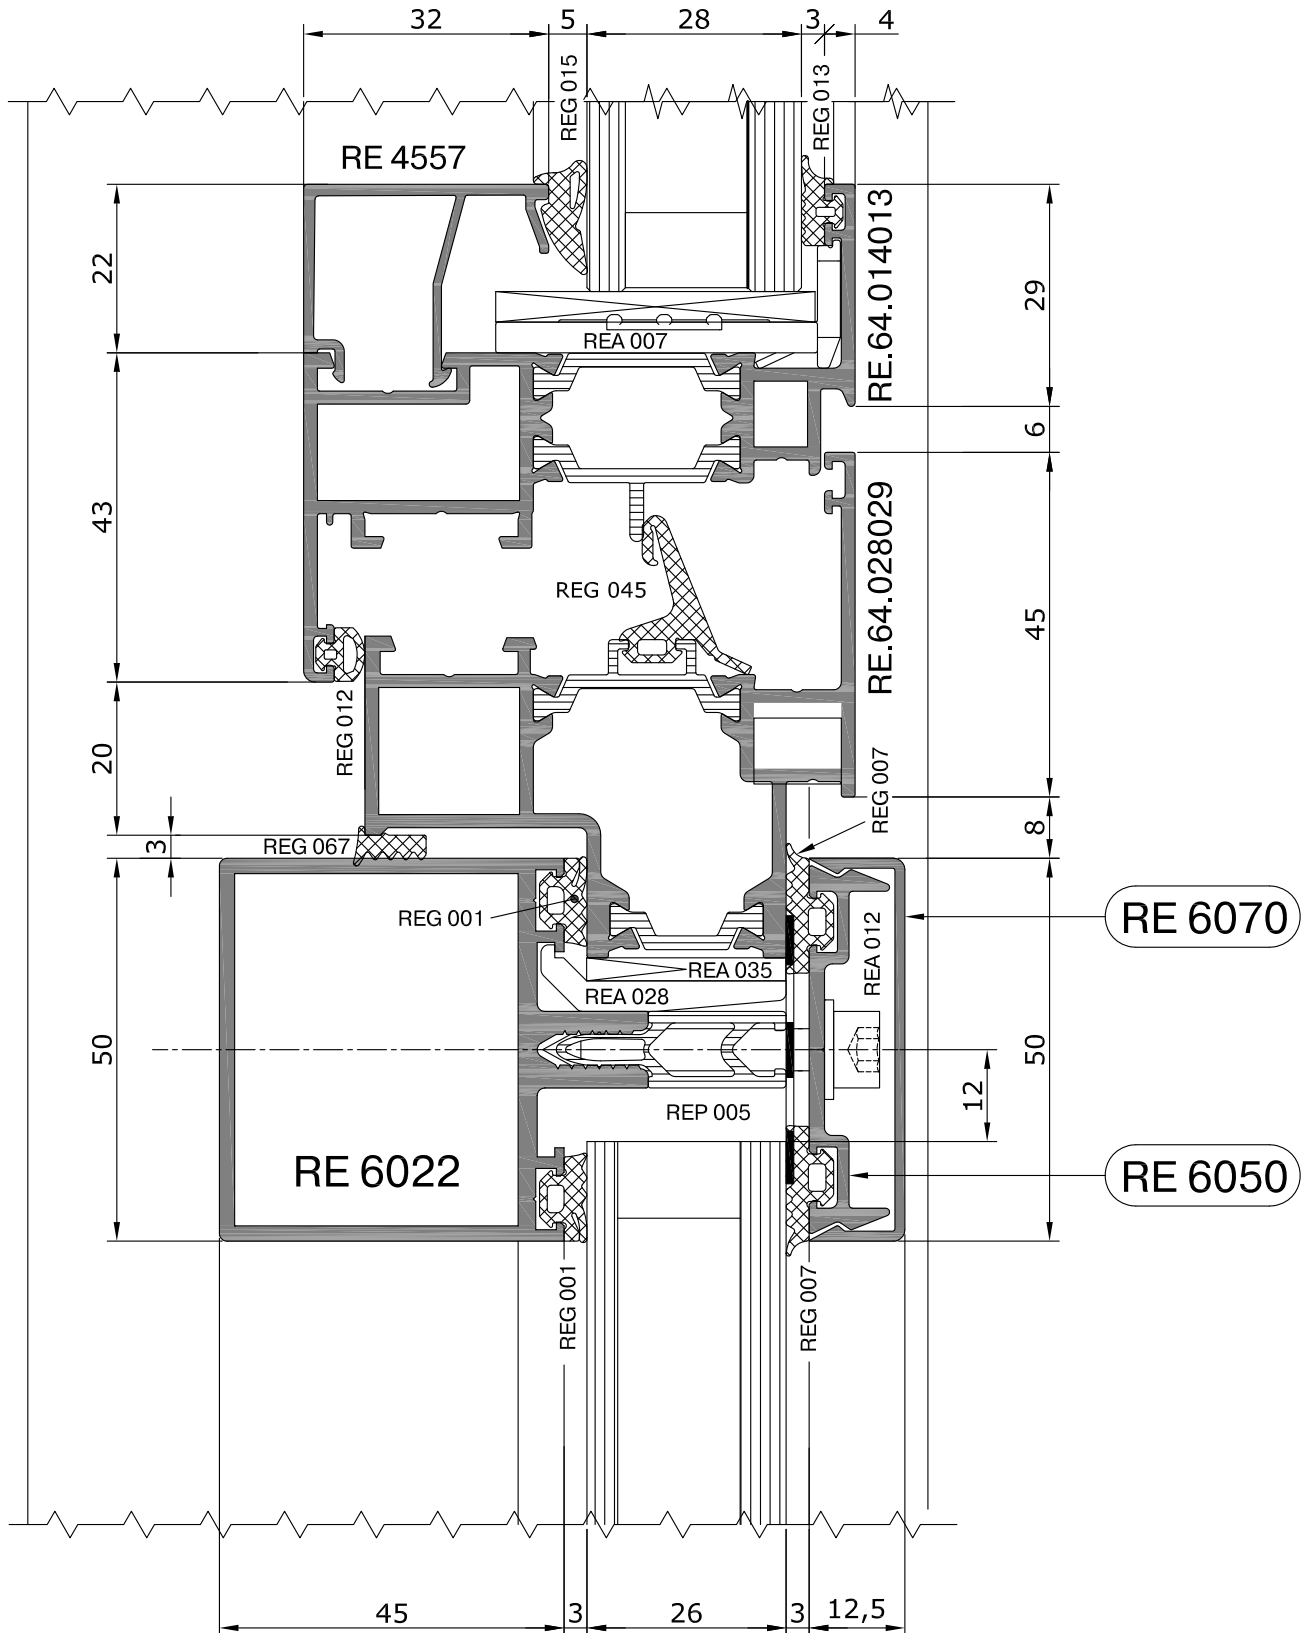 32 5 28 3 4
REG 015
REG 013
RE 4557
RE.64.014013
22
29
REA 007
6
43
RE.64.028029
REG 045
45
REG 012
20
REG 007
8
3
REG 067
REG 001
RE 6070
REA 012
REA 035
REA 028
50
50
12
REP 005
RE 6022
RE 6050
REG 001
REG 007
45 3 26 3 12,5